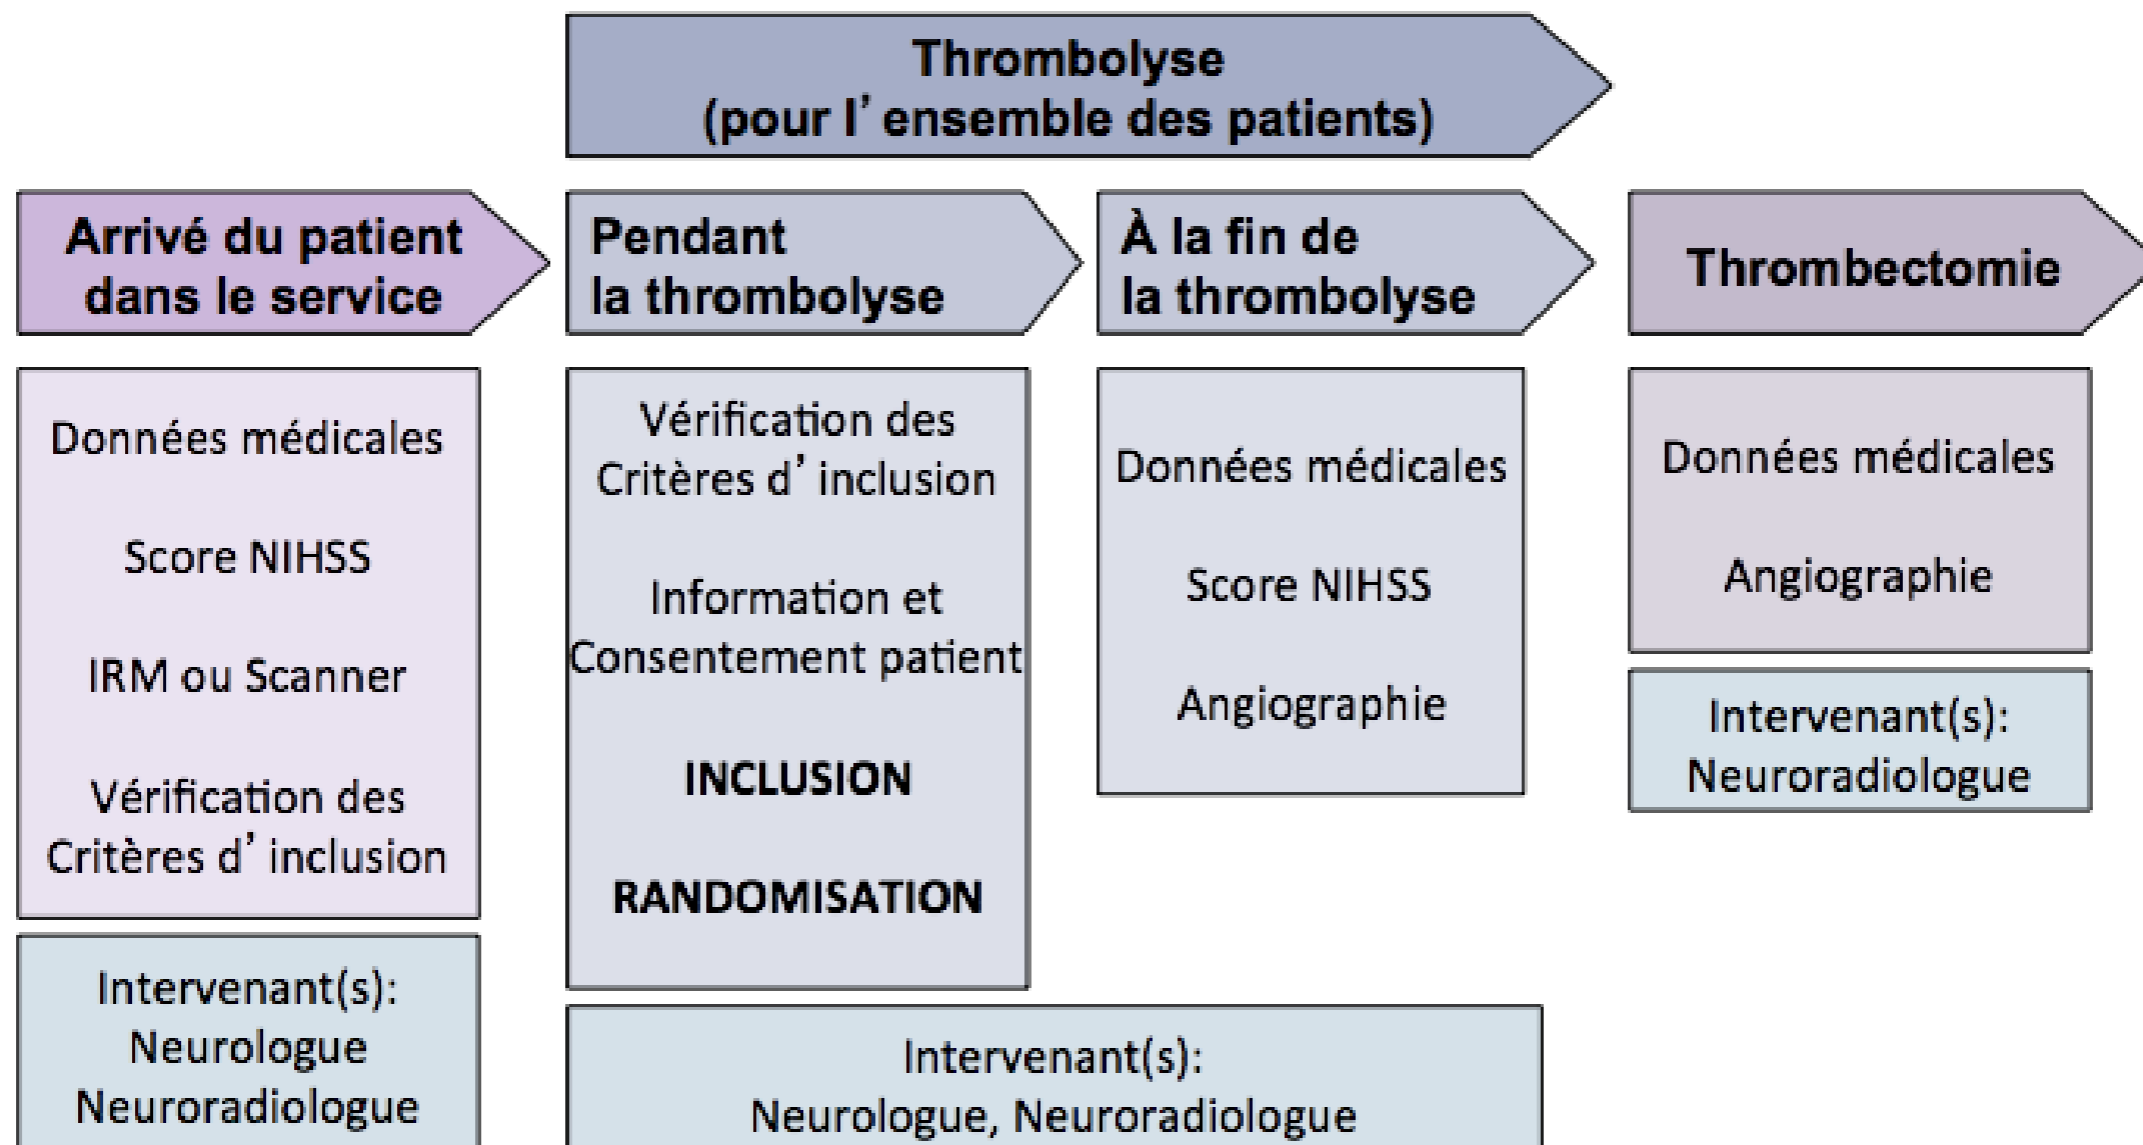 Thrombolyse
(pour l’ensemble des patients)
Arrivé du patient
dans le service
Pendant
la thrombolyse
À la fin de
la thrombolyse
Thrombectomie
Données médicales
Score NIHSS
IRM ou Scanner
Vérification des
Critères d’inclusion
Intervenant(s):
Neurologue
Neuroradiologue
Vérification des
Critères d’inclusion
Information et
Consentement patient
INCLUSION
RANDOMISATION
Données médicales
Score NIHSS
Angiographie
Intervenant(s):
Neurologue, Neuroradiologue
Données médicales
Angiographie
Intervenant(s):
Neuroradiologue